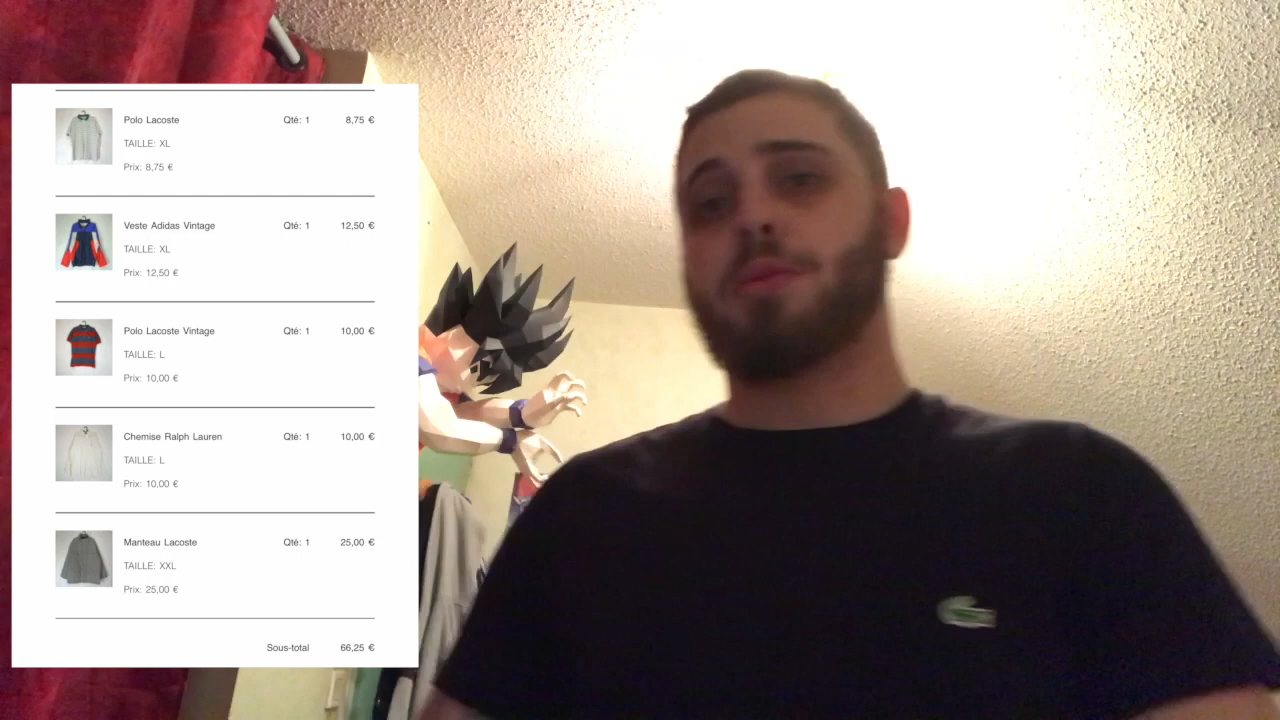 Polo Lacoste Qté: 1 8,75 €
TAILLE: XL
Prix: 8,75 €
Veste Adidas Vintage Qté: 1 12,50 €
TAILLE: XL
Prix: 12,50 €
Polo Lacoste Vintage Qté: 1 10,00 €
TAILLE: L
Prix: 10,00 €
Chemise Ralph Lauren Qté: 1 10,00 €
TAILLE: L
Prix: 10,00 €
Manteau Lacoste Qté: 1 25,00 €
TAILLE: XXL
Prix: 25,00 €
Sous-total 66,25 €